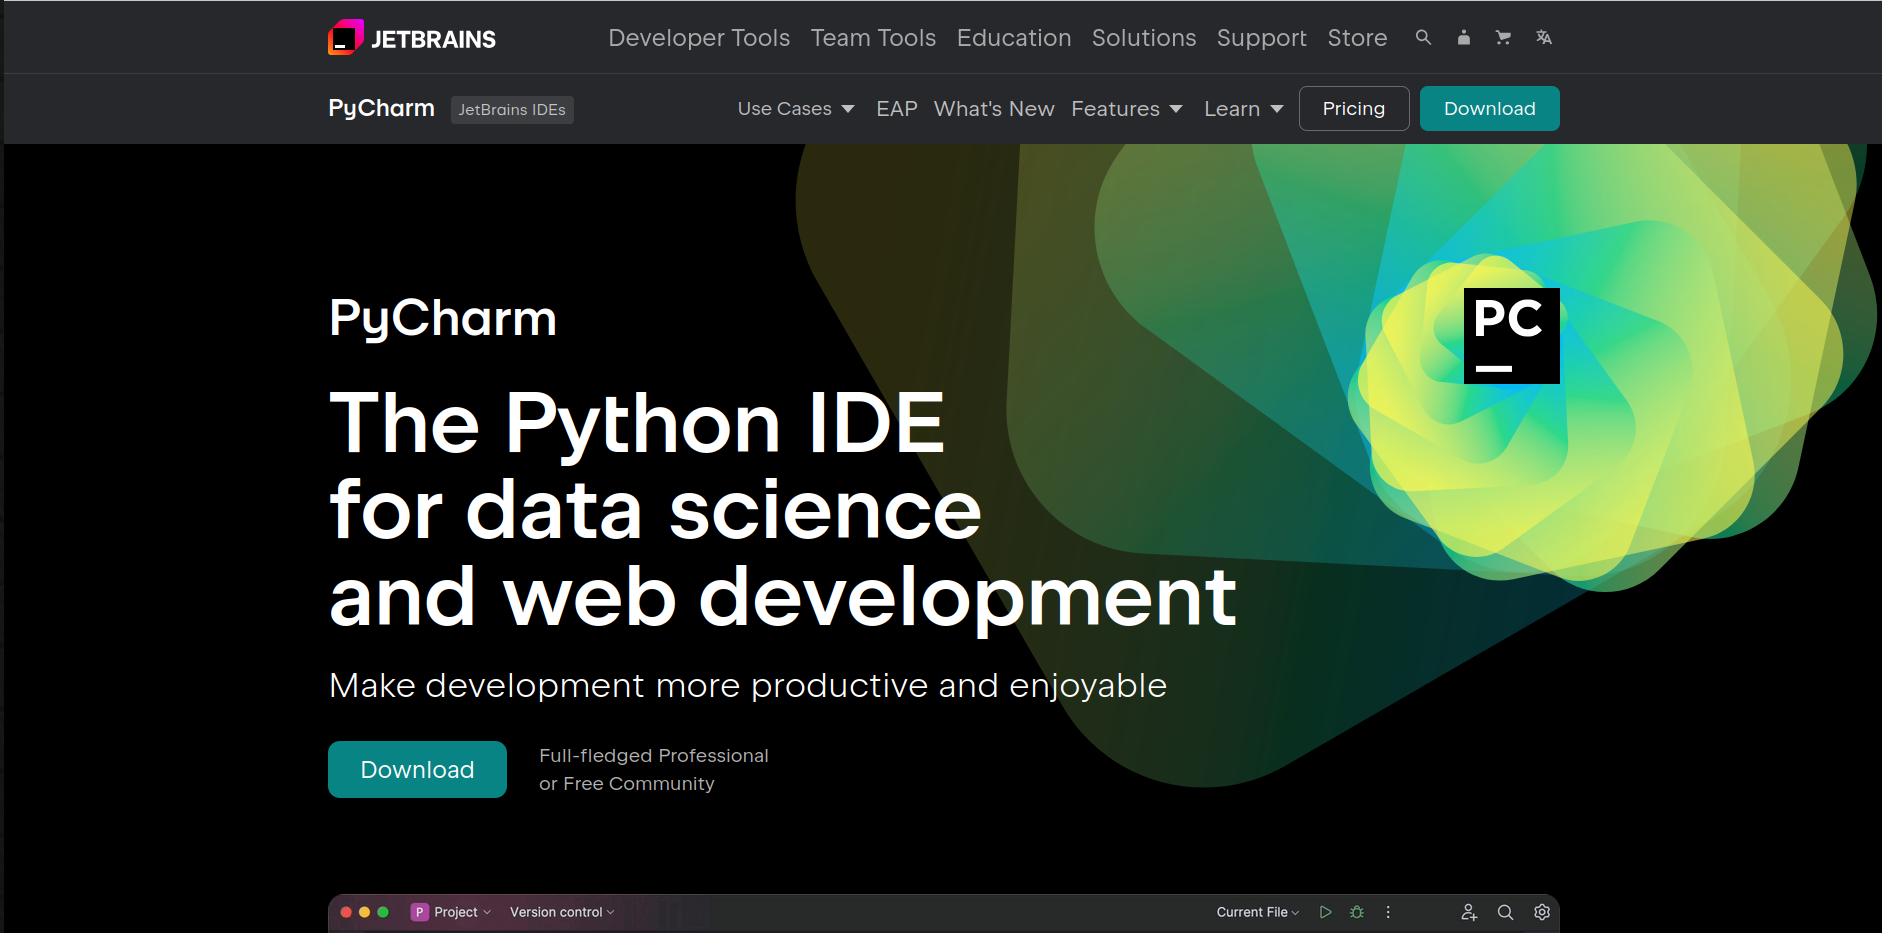 JETBRAINS
Developer Tools Team Tools Education Solutions Support Store
PyCharm JetBrains IDEs
Use Cases EAP What's New Features Learn Pricing Download
PyCharm
PC
The Python IDE
for data science
and web development
Make development more productive and enjoyable
Download
Full-fledged Professional
or Free Community
P Project Version control Current File